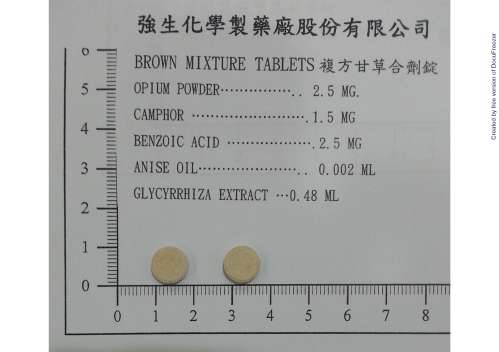 強生化學製藥廠股份有限公司
BROWN MIXTURE TABLETS 複方甘草合劑錠
OPIUM POWDER················.. 2.5 MG.
CAMPHOR ························.1.5 MG
BENZOIC ACID ··················.2.5 MG
ANISE OIL······················.. 0.002 ML
GLYCYRRHIZA EXTRACT ···0.48 ML
6
5
4
3
2
1
0
0 1 2 3 4 5 6 7 8
Created by free version of DocuFreezer